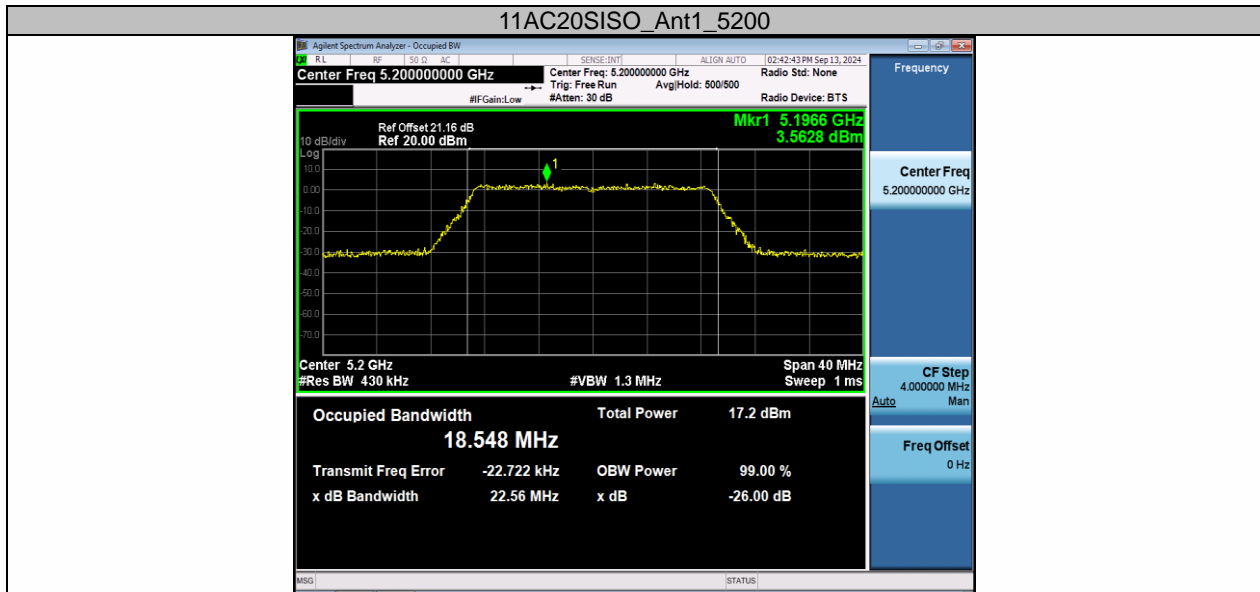 11AC20SISO_Ant1_5200
Agilent Spectrum Analyzer - Occupied BW
RL RF 50 Ω AC SENSE:INT ALIGN AUTO 02:42:43 PM Sep 13, 2024
Center Freq 5.200000000 GHz
Center Freq: 5.200000000 GHz
Radio Std: None
Trig: Free Run
Avg|Hold: 500/500
#IFGain:Low
#Atten: 30 dB
Radio Device: BTS
Frequency
Mkr1 5.1966 GHz
3.5628 dBm
Ref Offset 21.16 dB
10 dB/div Ref 20.00 dBm
Log
10.0
0.00
-10.0
-20.0
-30.0
-40.0
-50.0
-60.0
-70.0
1
Center Freq
5.200000000 GHz
Center 5.2 GHz Span 40 MHz
#Res BW 430 kHz #VBW 1.3 MHz Sweep 1 ms
CF Step
4.000000 MHz
Auto Man
Occupied Bandwidth Total Power 17.2 dBm
18.548 MHz
Transmit Freq Error -22.722 kHz OBW Power 99.00 %
x dB Bandwidth 22.56 MHz x dB -26.00 dB
Freq Offset
0 Hz
MSG STATUS